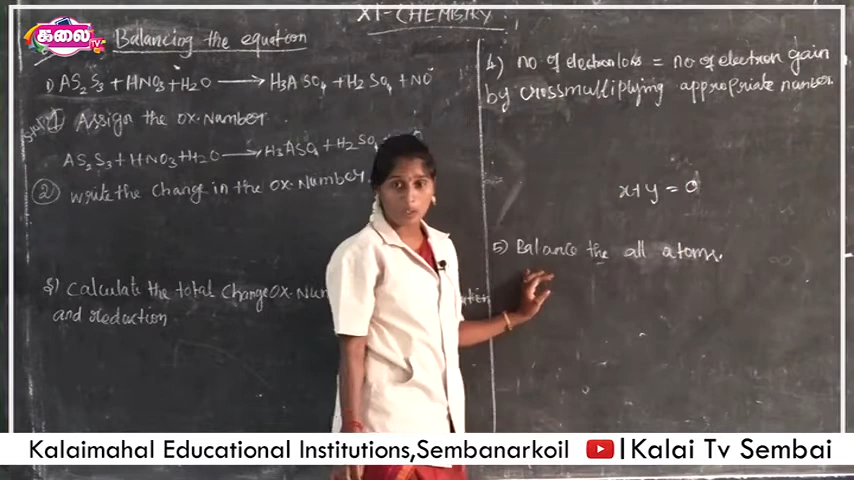 கலை TV
XI-CHEMISTRY
Balancing the equation
1) AS₂S₃ + HNO₃ + H₂O ⟶ H₃ASO₄ + H₂SO₄ + NO
1) Assign the OX.Number
AS₂S₃ + HNO₃ + H₂O ⟶ H₃ASO₄ + H₂SO₄
2) Write the Change in the OX.Number
3) Calculate the total Change OX.Num
and reduction
4) no of electron loss = no of electron gain
by crossmultiplying appropriate number.
x+y = 0
5) Balance the all atoms.
Kalaimahal Educational Institutions,Sembanarkoil | Kalai Tv Sembai